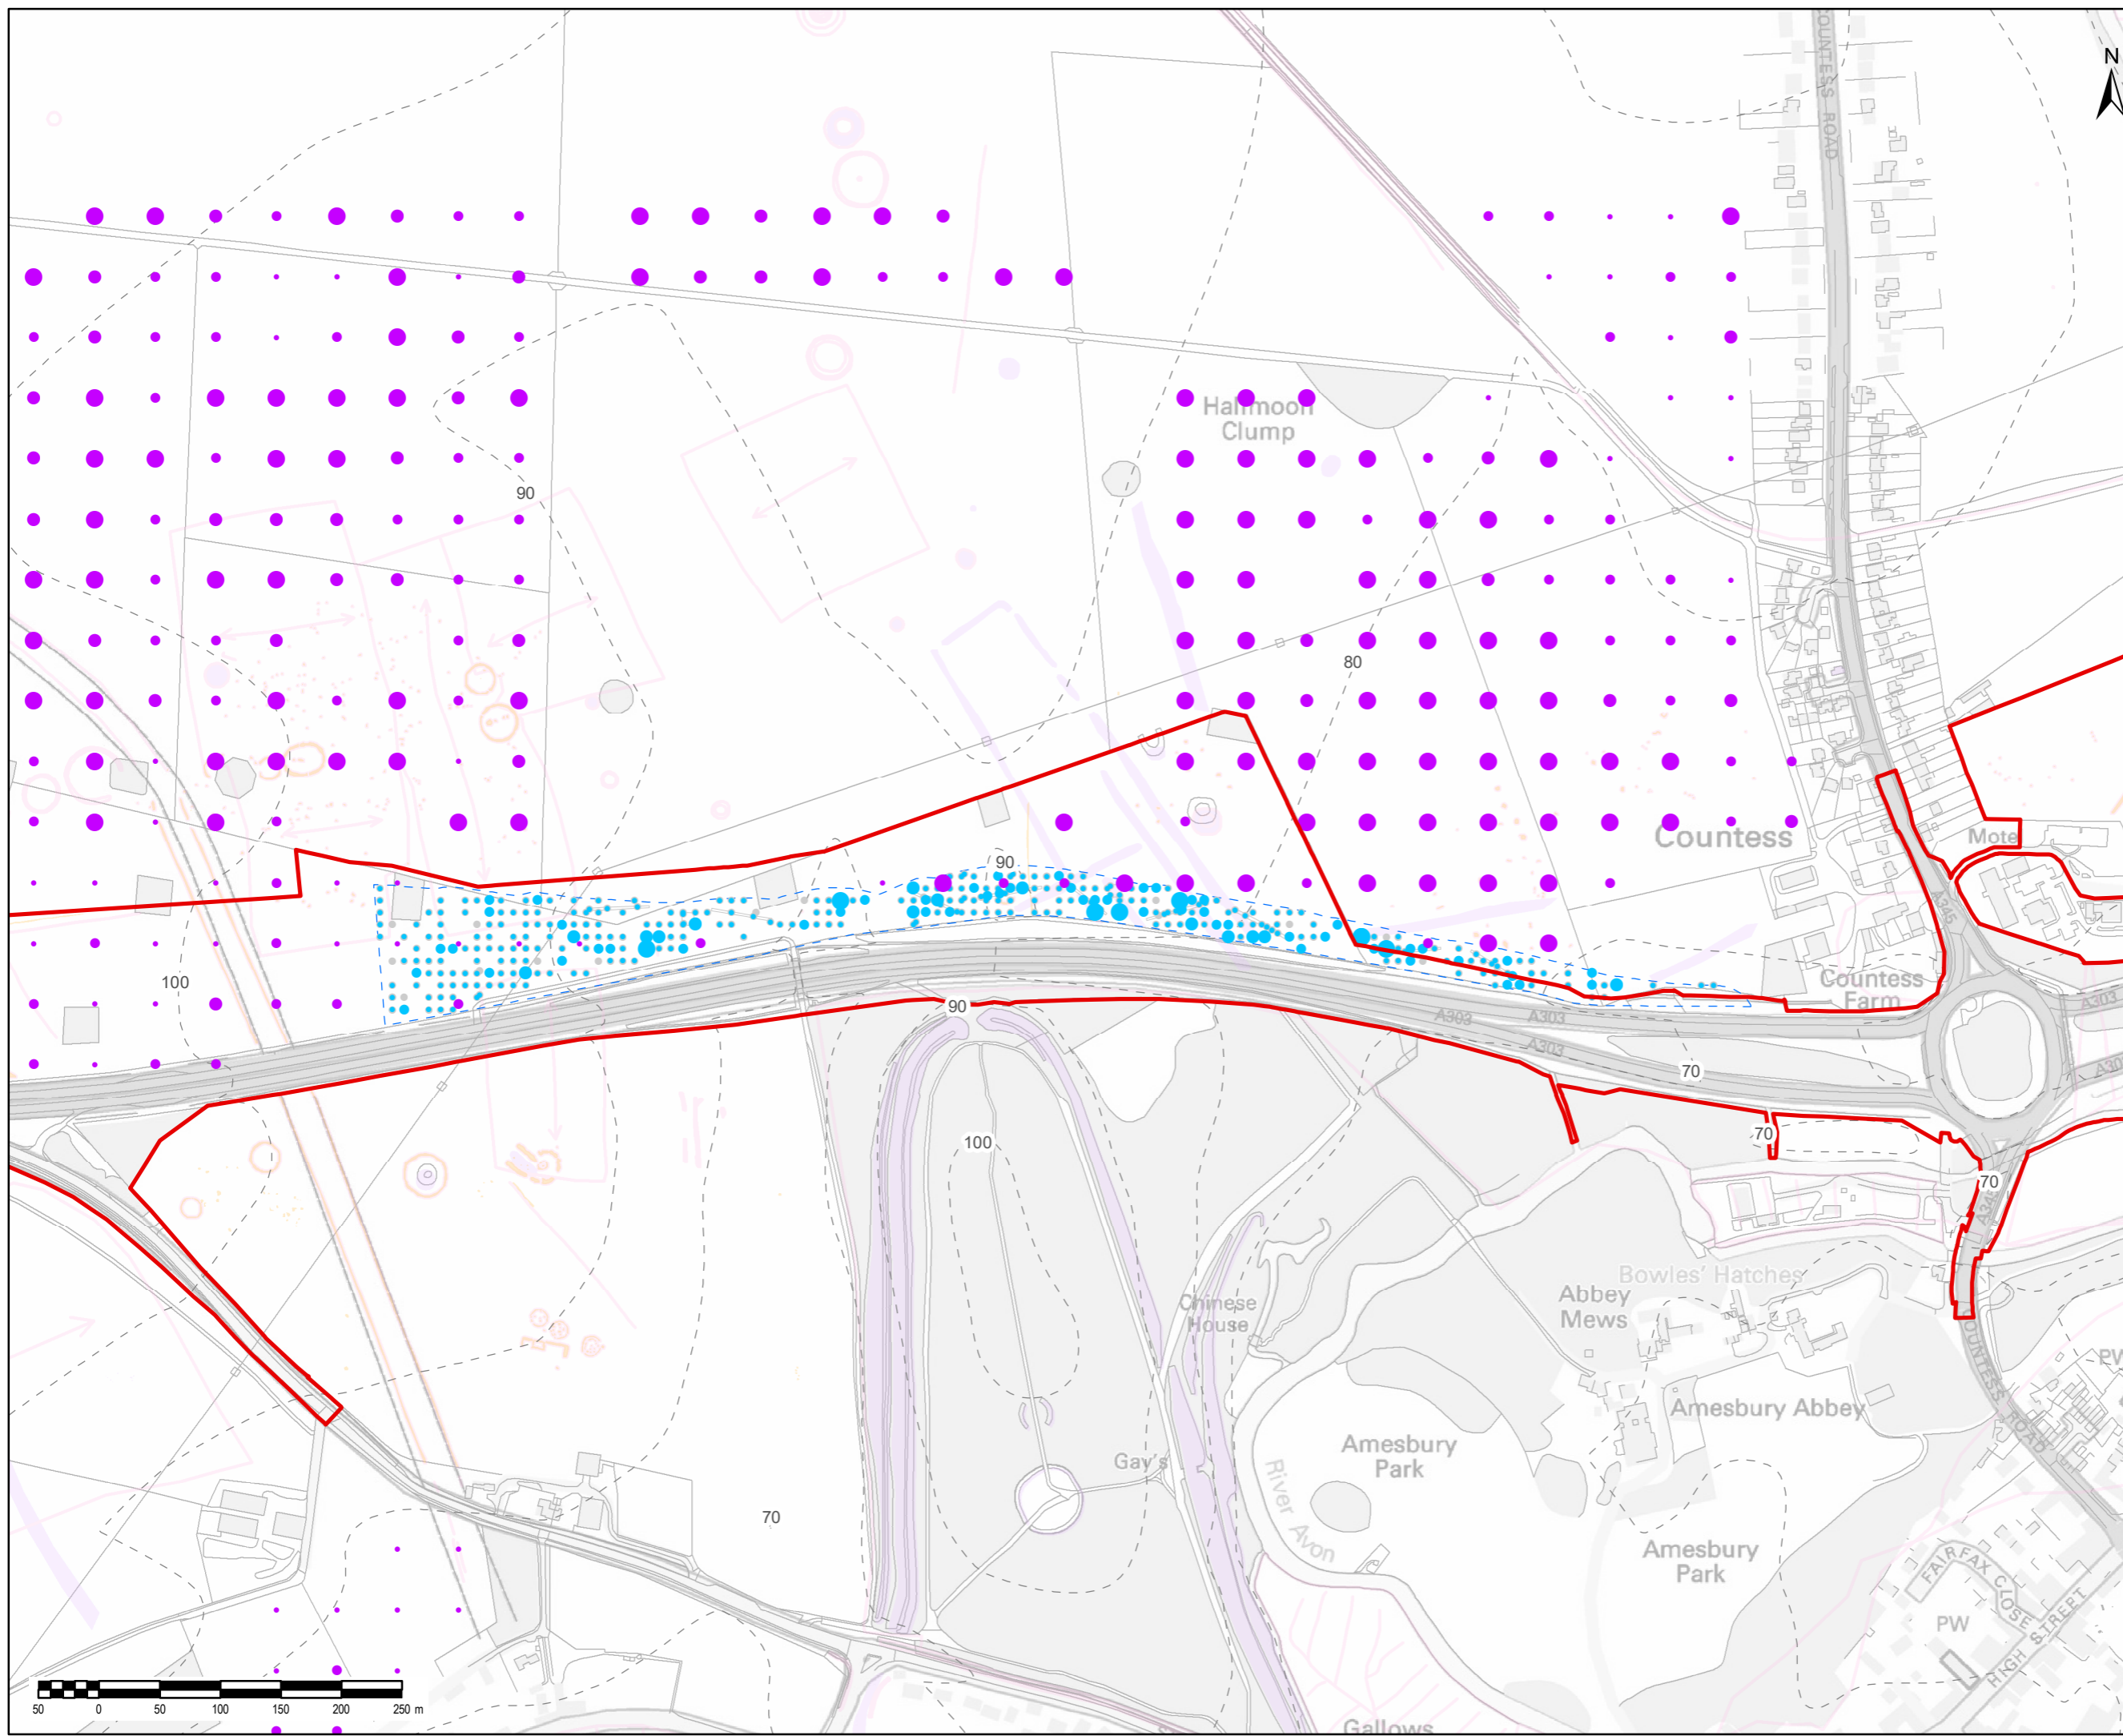 COUNTESS ROAD
N
Halfmoon
Clump
90
80
Countess
Motel
90
A345
100
Countess
Farm
90
A303
A303
A303
A303
70
100
70
70
Chinese
House
Bowles' Hatches
Abbey
Mews
COUNTESS ROAD
Amesbury Abbey
Amesbury
Park
Gay's
River Avon
70
Amesbury
Park
FAIRFAX CLOSE
HIGH STREET
PW
50 0 50 100 150 200 250 m
Gallows